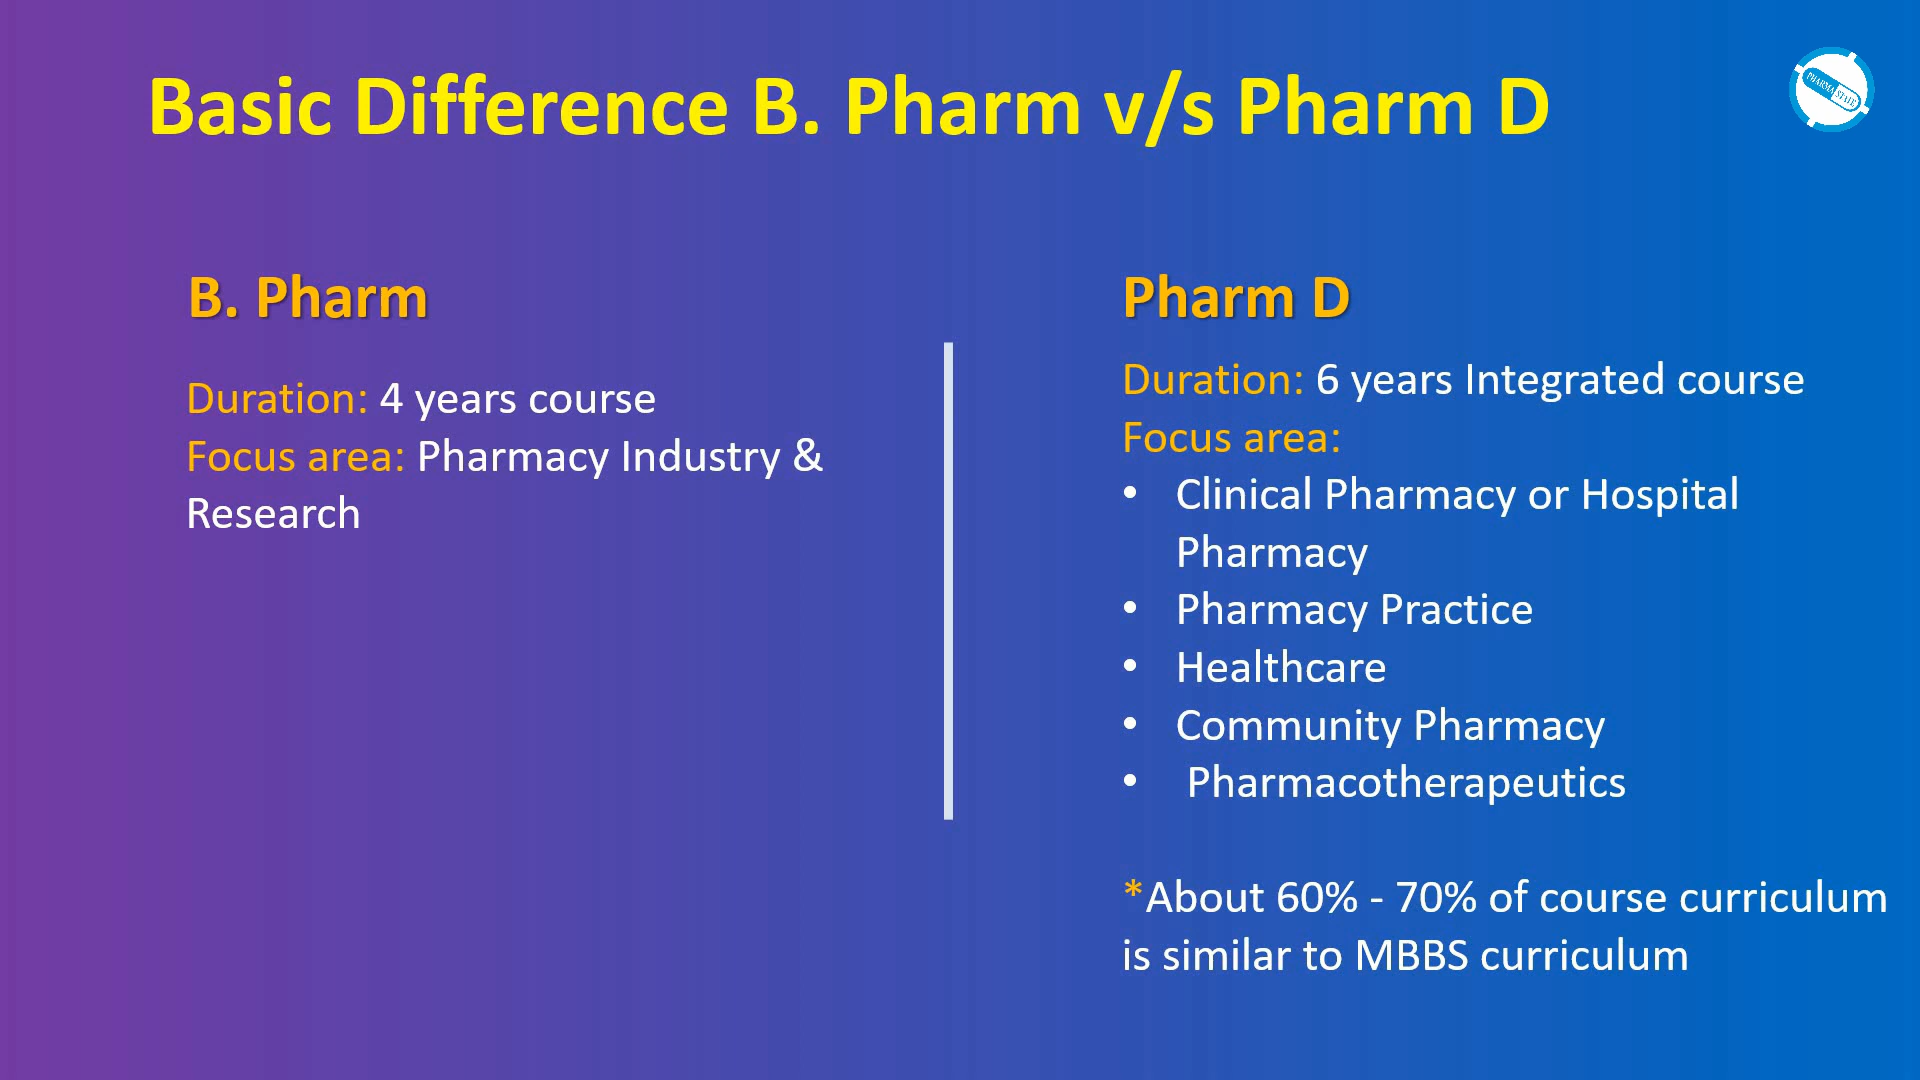 Basic Difference B. Pharm v/s Pharm D
PHARMA STATE
B. Pharm
Duration: 4 years course
Focus area: Pharmacy Industry &
Research
Pharm D
Duration: 6 years Integrated course
Focus area:
• Clinical Pharmacy or Hospital
Pharmacy
• Pharmacy Practice
• Healthcare
• Community Pharmacy
• Pharmacotherapeutics
*About 60% - 70% of course curriculum
is similar to MBBS curriculum